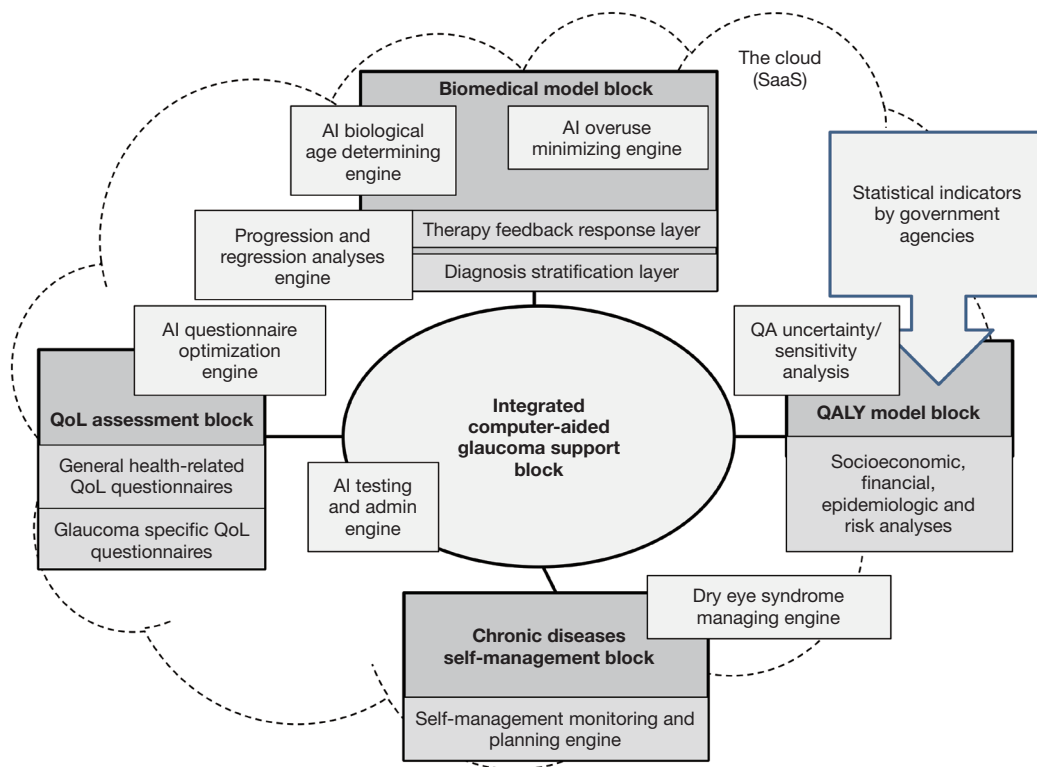 The cloud
(SaaS)
Biomedical model block
AI biological
age determining
engine
AI overuse
minimizing engine
Statistical indicators
by government
agencies
Therapy feedback response layer
Progression and
regression analyses
engine
Diagnosis stratification layer
AI questionnaire
optimization
engine
QA uncertainty/
sensitivity
analysis
QoL assessment block
Integrated
computer-aided
glaucoma support
block
QALY model block
General health-related
QoL questionnaires
Glaucoma specific QoL
questionnaires
AI testing
and admin
engine
Socioeconomic,
financial,
epidemiologic and
risk analyses
Dry eye syndrome
managing engine
Chronic diseases
self-management block
Self-management monitoring and
planning engine